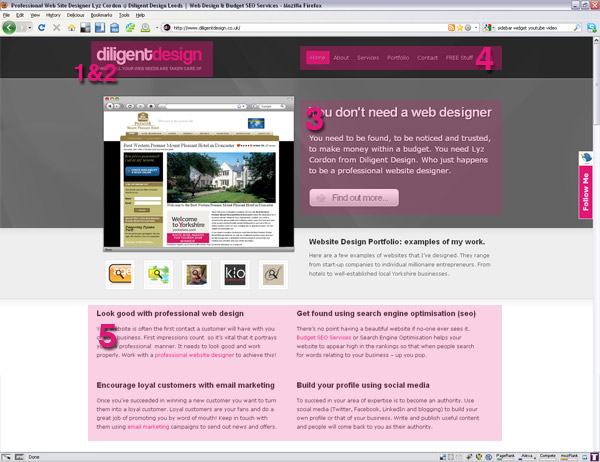 Professional Web Site Designer Lyz Cordon @ Diligent Design Leeds | Web Design & Budget SEO Services - Mozilla Firefox
File Edit View History Delicious Bookmarks Tools Help
http://www.diligentdesign.co.uk/
sidebar widget youtube video
diligentdesign
YOUR WEB NEEDS ARE TAKEN CARE OF
1&2
Home About Services Portfolio Contact FREE Stuff
4
3
You don't need a web designer
You need to be found, to be noticed and trusted,
to make money within a budget. You need Lyz
Cordon from Diligent Design. Who just happens
to be a professional website designer.
Find out more...
Follow Me
Best Western Premier Mount Pleasant Hotel in Doncaster
Welcome to
Yorkshire
yorkshire.com
kio
Website Design Portfolio: examples of my work.
Here are a few examples of websites that I've designed. They range
from start-up companies to individual millionaire entrepreneurs. From
hotels to well-established local Yorkshire businesses.
5
Look good with professional web design
Your website is often the first contact a customer will have with you
business. First impressions count so it's vital that it portrays
you in a professional manner. It needs to look good and work
properly. Work with a professional website designer to achieve this!
Get found using search engine optimisation (seo)
There's no point having a beautiful website if no-one ever sees it.
Budget SEO Services or Search Engine Optimisation helps your
website to appear high in the rankings so that when people search
for words relating to your business – up you pop.
Encourage loyal customers with email marketing
Once you've succeeded in winning a new customer you want to turn
them into a loyal customer. Loyal customers are your fans and do a
great job of promoting you by word of mouth! Keep in touch with
them using email marketing campaigns to send out news and offers.
Build your profile using social media
To succeed in your area of expertise is to become an authority. Use
social media (Twitter, Facebook, LinkedIn and blogging) to build your
own profile or that of your business. Write and publish useful content
and people will come back to you as their authority.
Done
PageRank Alexa Compete mozRank